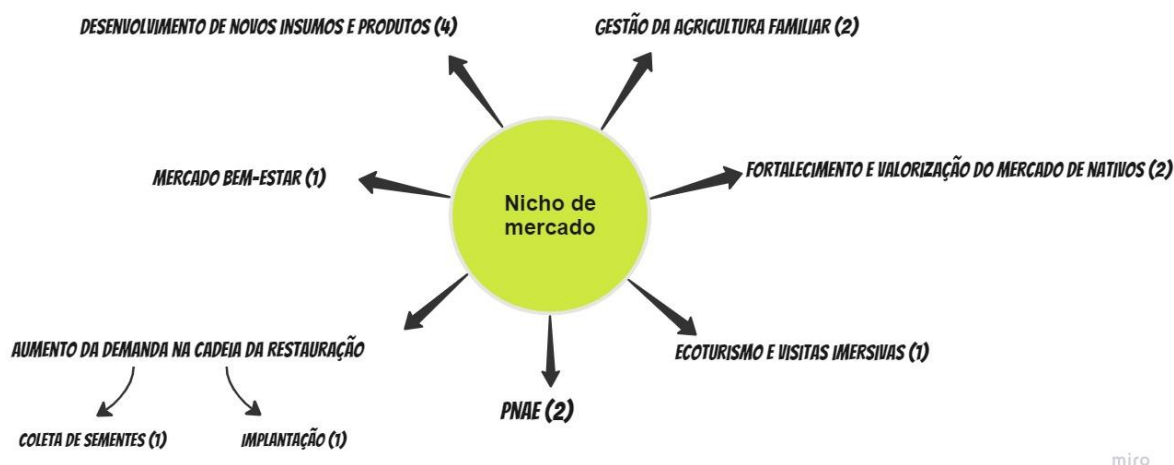 DESENVOLVIMENTO DE NOVOS INSUMOS E PRODUTOS (4)
GESTÃO DA AGRICULTURA FAMILIAR (2)
MERCADO BEM-ESTAR (1)
FORTALECIMENTO E VALORIZAÇÃO DO MERCADO DE NATIVOS (2)
Nicho de
mercado
AUMENTO DA DEMANDA NA CADEIA DA RESTAURAÇÃO
ECOTURISMO E VISITAS IMERSIVAS (1)
PNAE (2)
COLETA DE SEMENTES (1)
IMPLANTAÇÃO (1)
miro